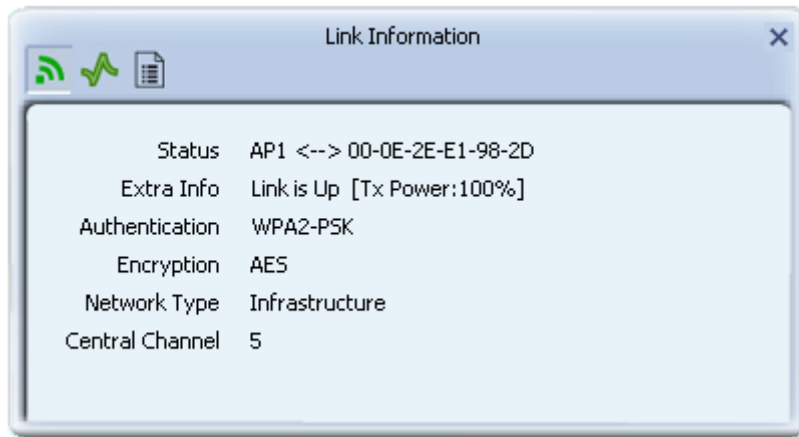 Link Information
Status AP1 <--> 00-0E-2E-E1-98-2D
Extra Info Link is Up [Tx Power:100%]
Authentication WPA2-PSK
Encryption AES
Network Type Infrastructure
Central Channel 5